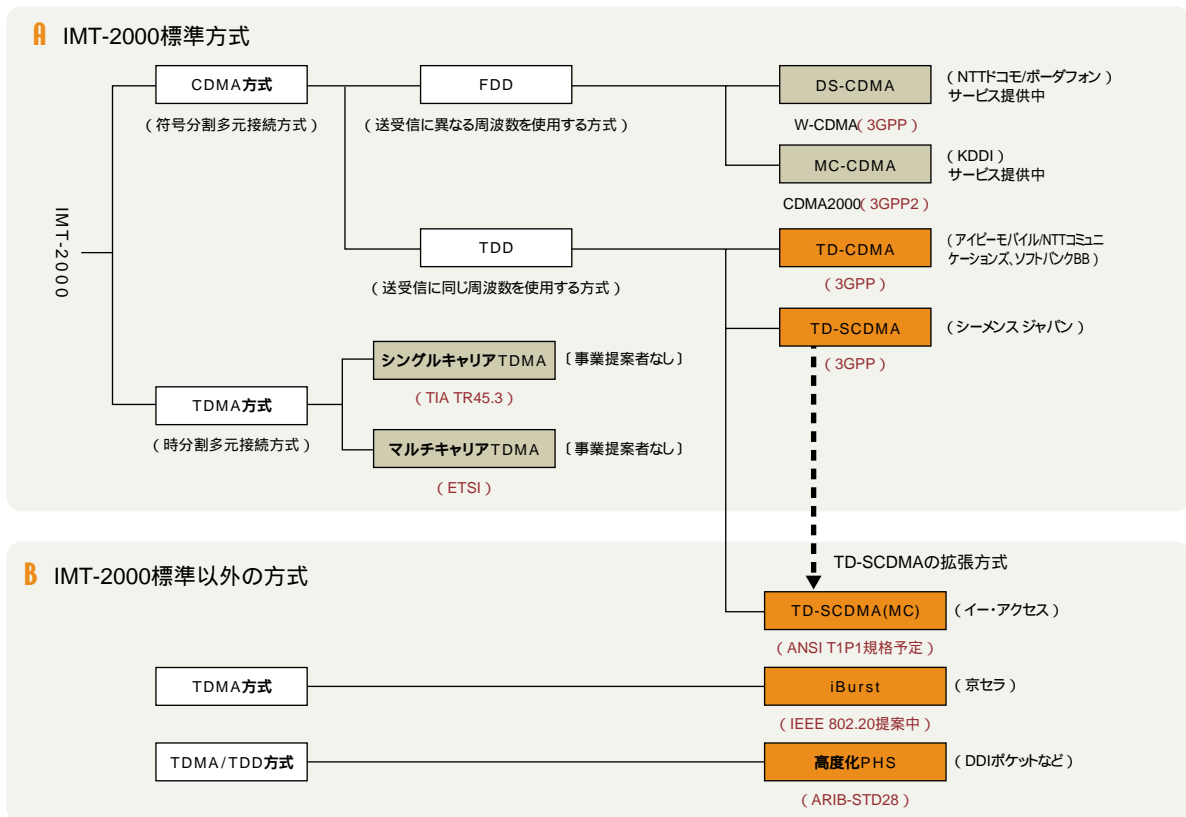 A IMT-2000標準方式
CDMA方式
(符号分割多元接続方式)
FDD
(送受信に異なる周波数を使用する方式)
DS-CDMA
(NTTドコモ/ボーダフォン)
サービス提供中
W-CDMA(3GPP)
MC-CDMA
(KDDI)
サービス提供中
CDMA2000(3GPP2)
IMT-2000
TDD
(送受信に同じ周波数を使用する方式)
TD-CDMA
(アイピーモバイル/NTTコミュニ
ケーションズ、ソフトバンクBB)
(3GPP)
TD-SCDMA
(シーメンス ジャパン)
(3GPP)
TDMA方式
(時分割多元接続方式)
シングルキャリアTDMA
〔事業提案者なし〕
(TIA TR45.3)
マルチキャリアTDMA
〔事業提案者なし〕
(ETSI)
B IMT-2000標準以外の方式
TD-SCDMAの拡張方式
TD-SCDMA(MC)
(イー・アクセス)
(ANSI T1P1規格予定)
TDMA方式
iBurst
(京セラ)
(IEEE 802.20提案中)
TDMA/TDD方式
高度化PHS
(DDIポケットなど)
(ARIB-STD28)